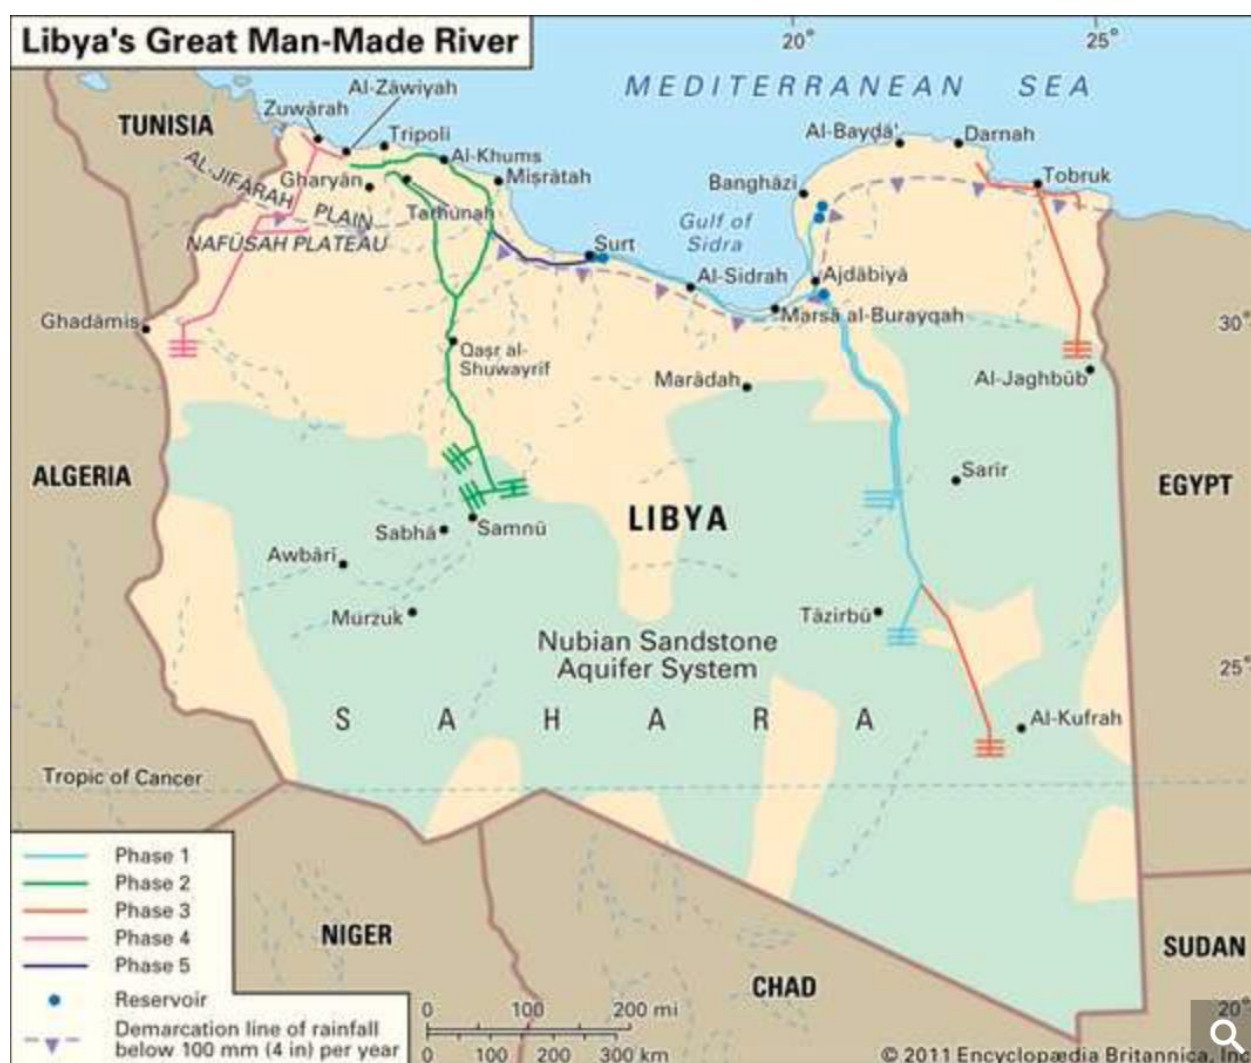 Libya's Great Man-Made River
20°
25°
MEDITERRANEAN SEA
Al-Zāwiyah
Zuwārah
TUNISIA
Tripoli
Al-Bayḍā'
Darnah
Al-Khums
AL-JIFĀRAH PLAIN
Gharyān
Miṣrātah
Banghāzī
Tobruk
Tarhūnah
Gulf of
Sidra
NAFŪSAH PLATEAU
Surt
Al-Sidrah
Ajdābiyā
Ghadāmis
Marsā al-Burayqah
30°
Qaṣr al-
Shuwayrif
Marādah
Al-Jaghbūb
ALGERIA
Sarīr
EGYPT
LIBYA
Sabhā
Samnū
Awbārī
Murzuk
Tāzirbū
Nubian Sandstone
Aquifer System
25°
SAHARA
Al-Kufrah
Tropic of Cancer
Phase 1
Phase 2
Phase 3
Phase 4
Phase 5
Reservoir
Demarcation line of rainfall
below 100 mm (4 in) per year
NIGER
CHAD
SUDAN
0 100 200 mi
0 100 200 300 km
20°
© 2011 Encyclopædia Britannica, Inc